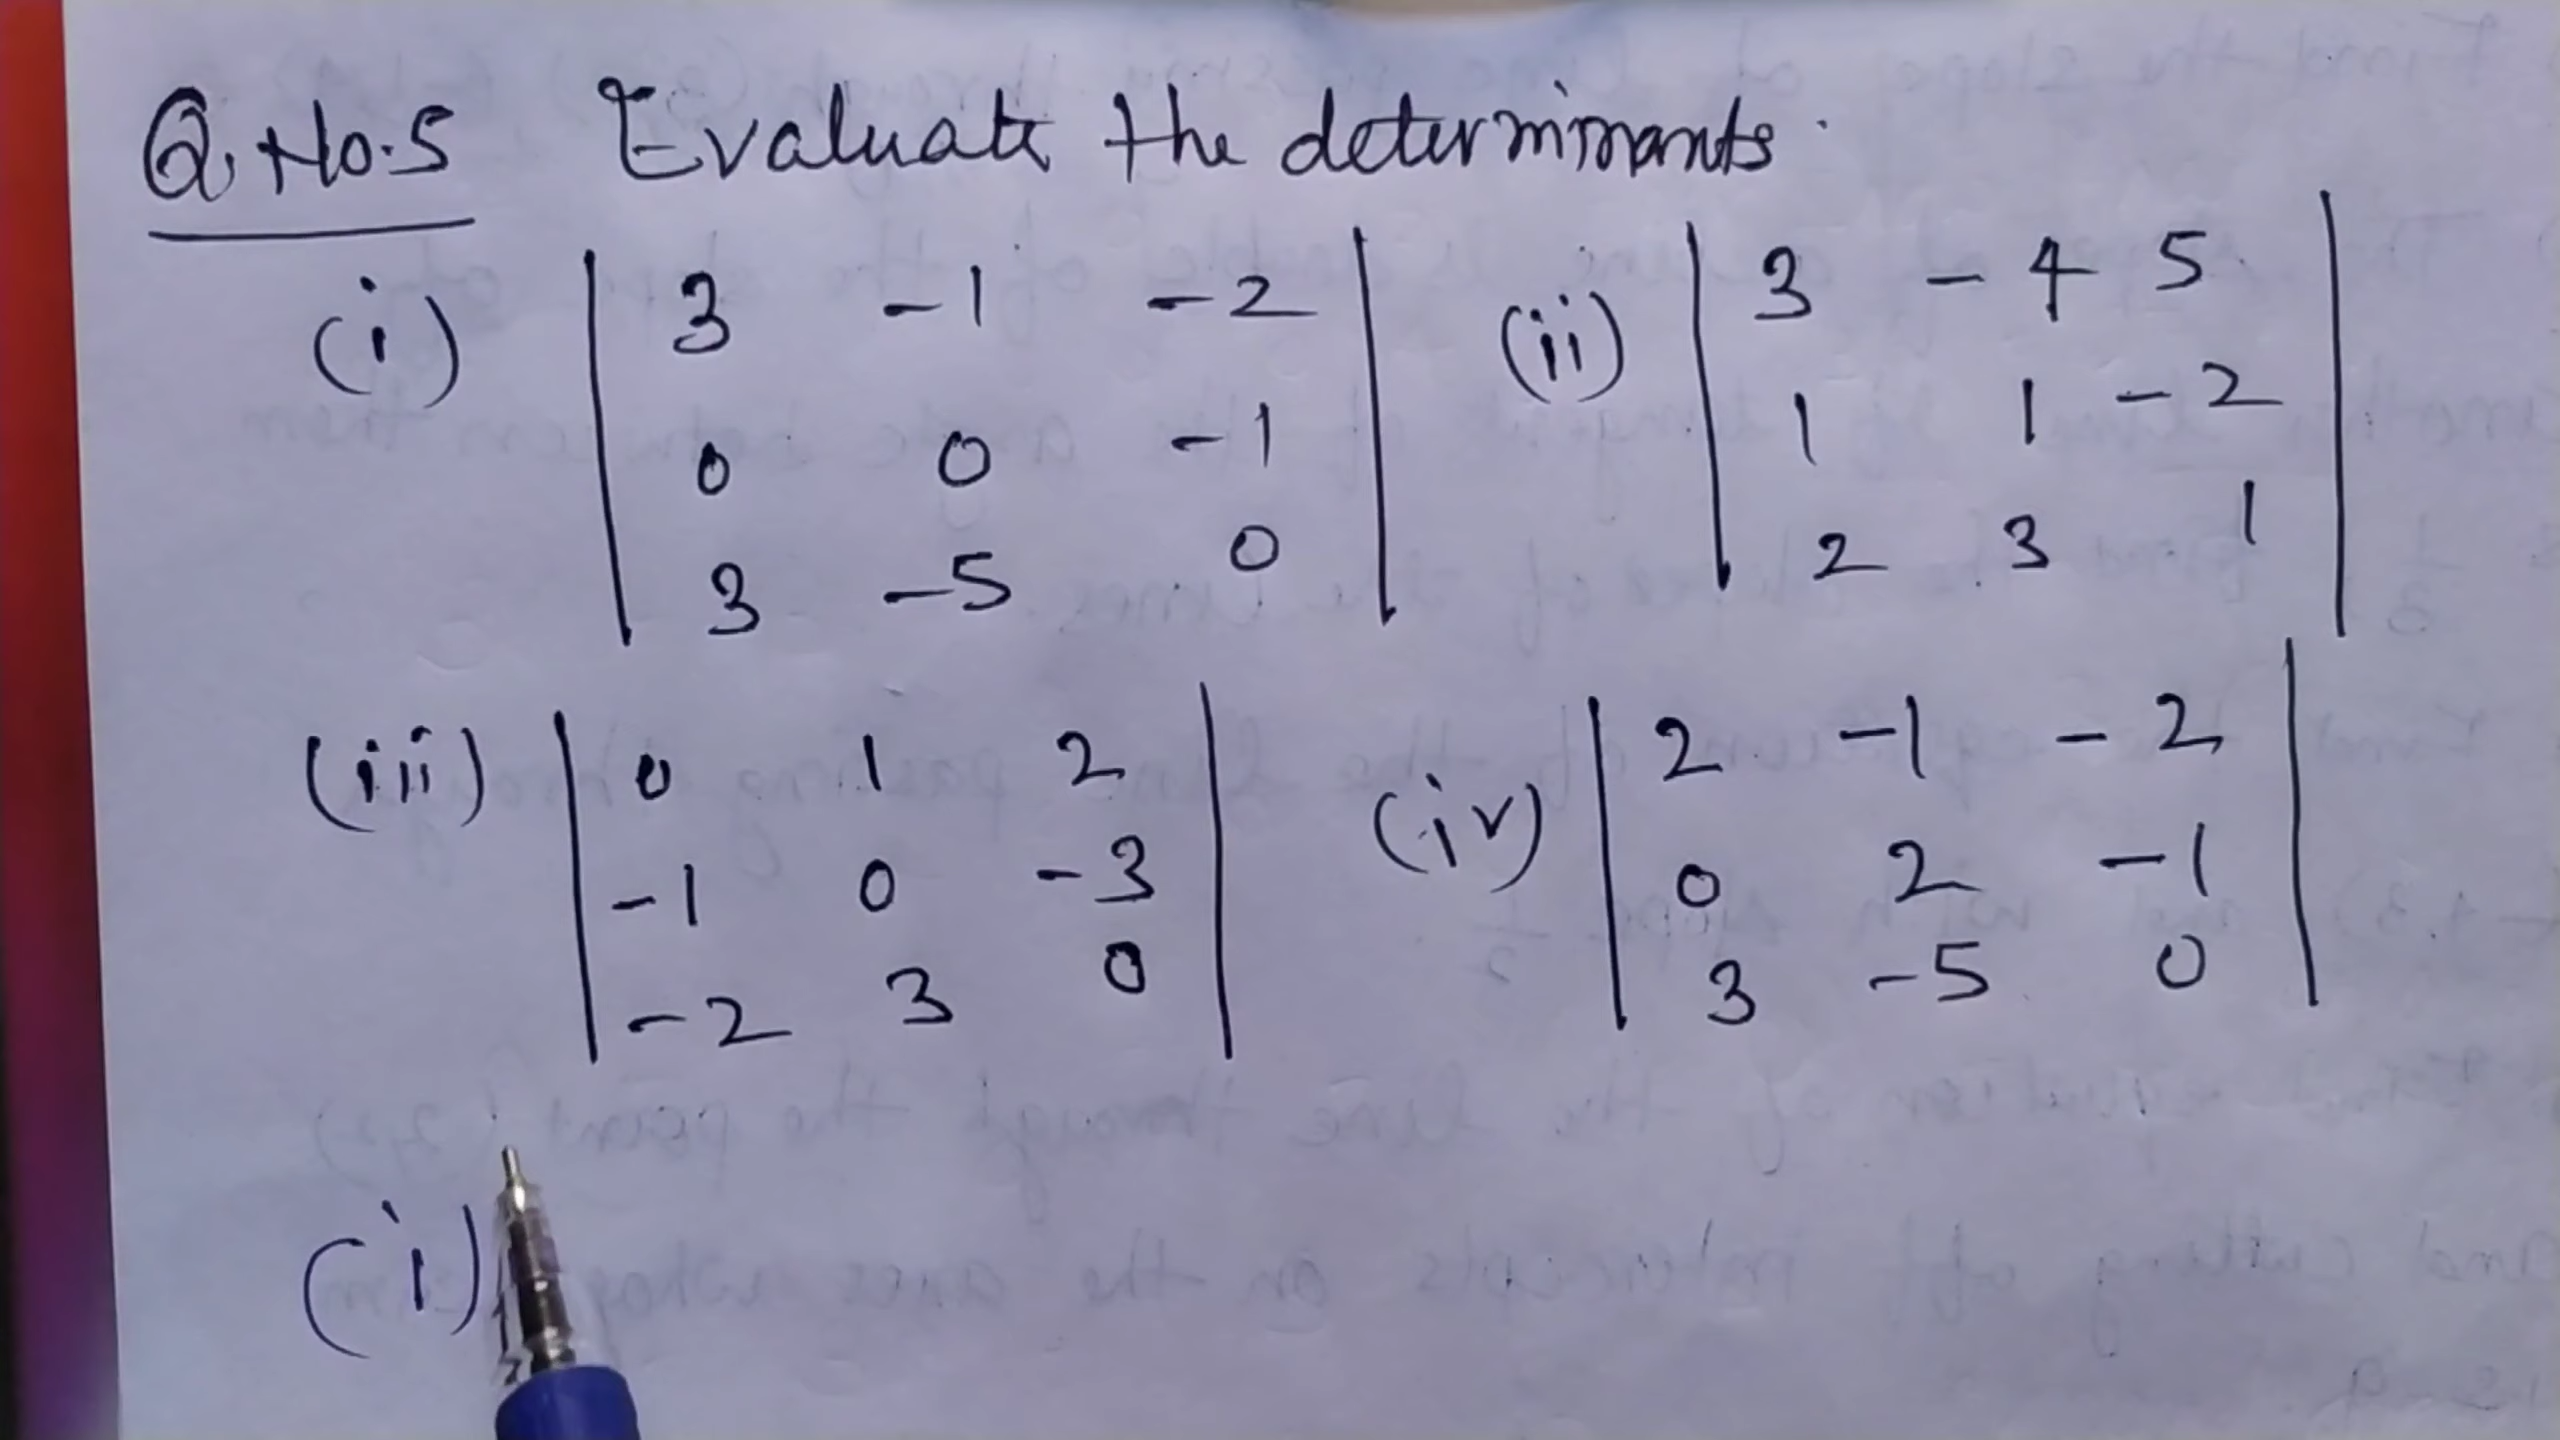 Q. No. 5 Evaluate the determinants.
(i) | 3 -1 -2 | (ii) | 3 -4 5 |
| 0 0 -1 | | 1 1 -2 |
| 3 -5 0 | | 2 3 1 |
(iii) | 0 1 2 | (iv) | 2 -1 -2 |
| -1 0 -3 | | 0 2 -1 |
| -2 3 0 | | 3 -5 0 |
(i)